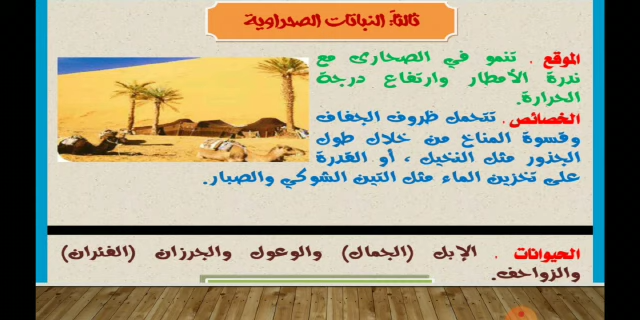 ثالثاً: النباتات الصحراوية
الموقع . تنمو في الصحارى مع
ندرة الأمطار وارتفاع درجة
الحرارة.
الخصائص . تتحمل ظروف الجفاف
وقسوة المناخ من خلال طول
الجذور مثل النخيل ، أو القدرة
على تخزين الماء مثل التين الشوكي والصبار.
الحيوانات . الإبل (الجمال) والوعول والجرزان (الفئران)
والزواحف.